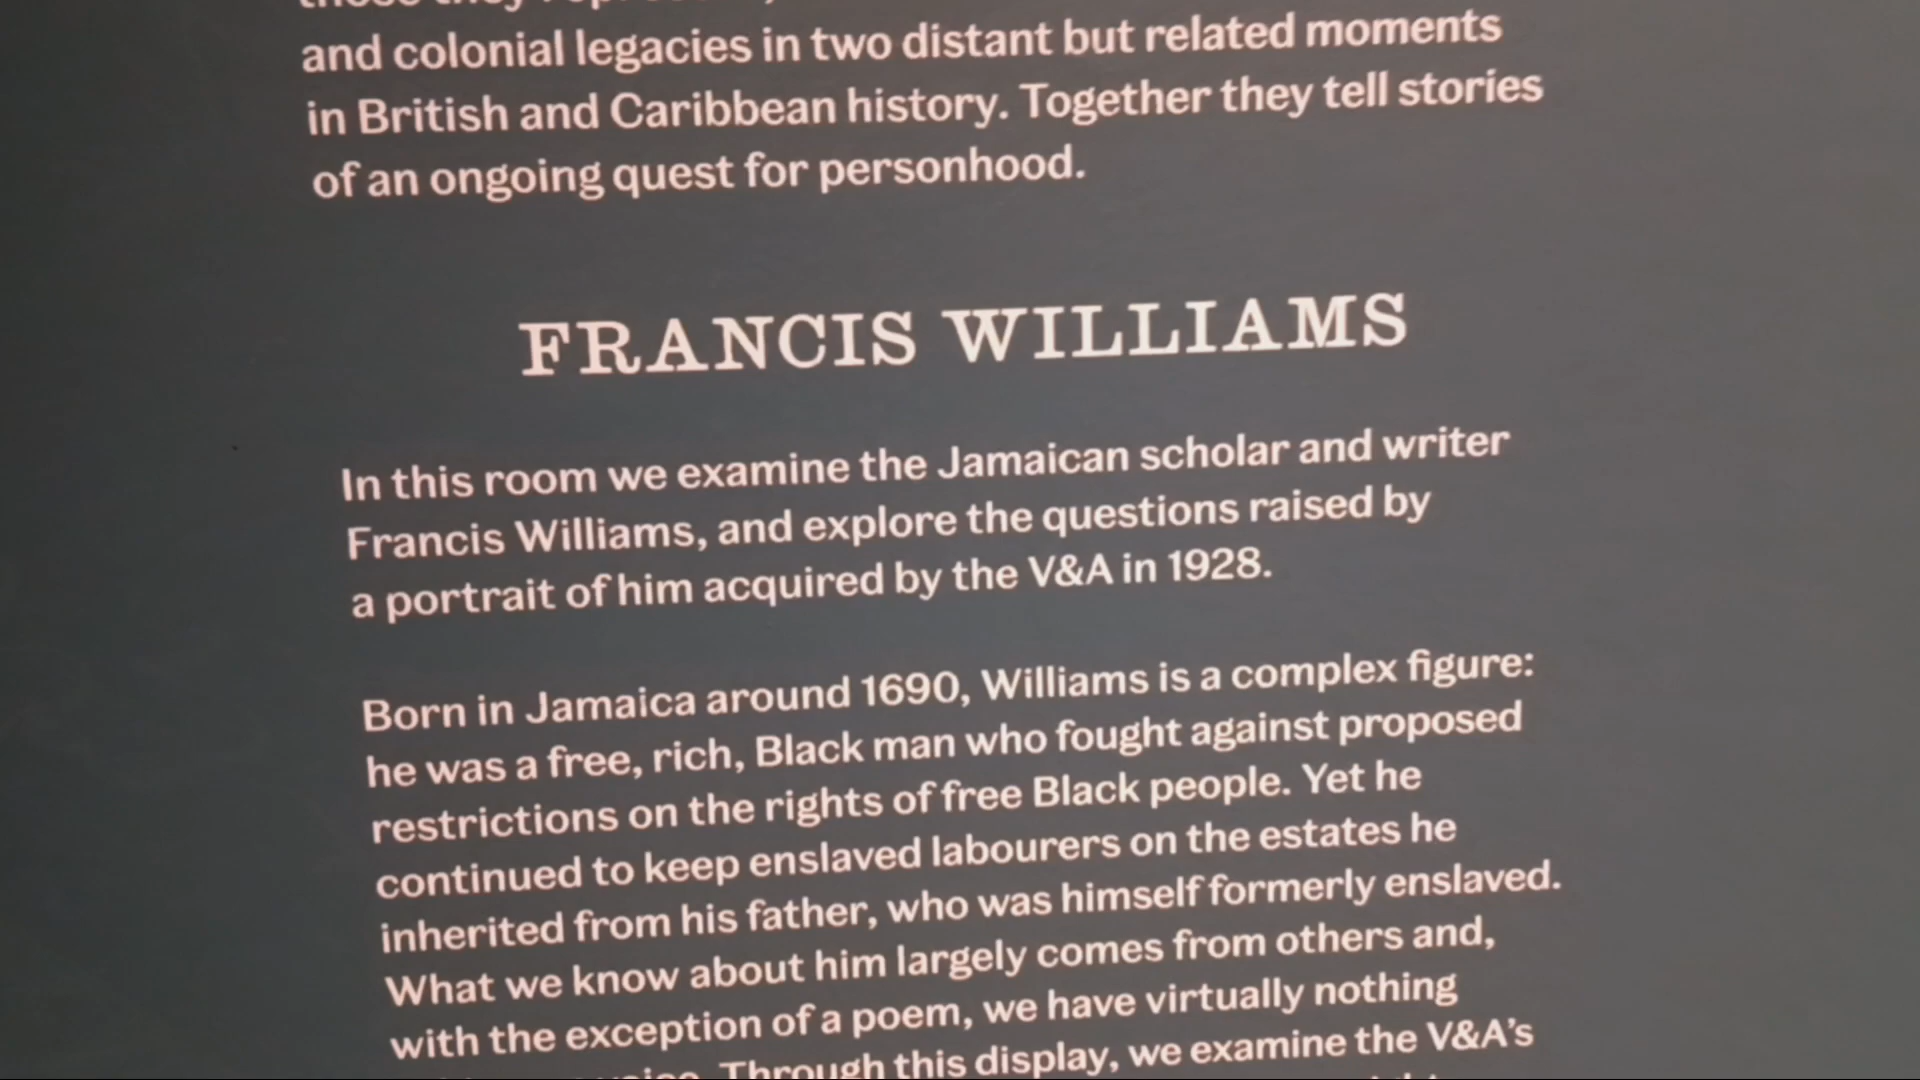 and colonial legacies in two distant but related moments
in British and Caribbean history. Together they tell stories
of an ongoing quest for personhood.
FRANCIS WILLIAMS
In this room we examine the Jamaican scholar and writer
Francis Williams, and explore the questions raised by
a portrait of him acquired by the V&A in 1928.
Born in Jamaica around 1690, Williams is a complex figure:
he was a free, rich, Black man who fought against proposed
restrictions on the rights of free Black people. Yet he
continued to keep enslaved labourers on the estates he
inherited from his father, who was himself formerly enslaved.
What we know about him largely comes from others and,
with the exception of a poem, we have virtually nothing
Through this display, we examine the V&A's